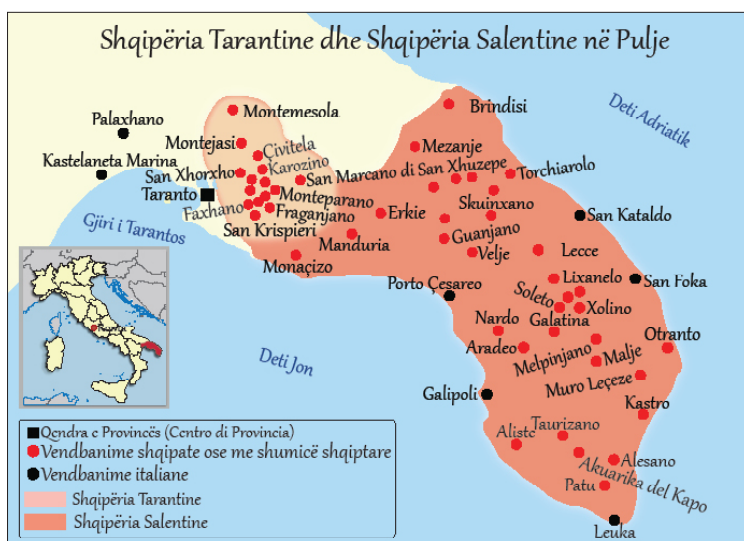 Shqipëria Tarantine dhe Shqipëria Salentine në Pulje
Montemesola
Brindisi
Deti Adriatik
Palaxhano
Montejasi
Çivitela
Mezanje
Kastelaneta Marina
Karozino
San Xhorxho
San Marcano di San Xhuzepe
Torchiarolo
Taranto
Monteparano
Faxhano
Fraganjano
Erkie
Skuinxano
San Kataldo
San Krispieri
Gjiri i Tarantos
Manduria
Guanjano
Velje
Lecce
Monaçizo
Porto Çesareo
Lixanelo
San Foka
Soleto
Xolino
Nardo
Galatina
Otranto
Deti Jon
Aradeo
Melpinjano
Malje
Muro Leçeze
Galipoli
Kastro
Taurizano
Aliste
Alesano
Akuarika del Kapo
Patu
Leuka
Qendra e Provincës (Centro di Provincia)
Vendbanime shqipate ose me shumicë shqiptare
Vendbanime italiane
Shqipëria Tarantine
Shqipëria Salentine